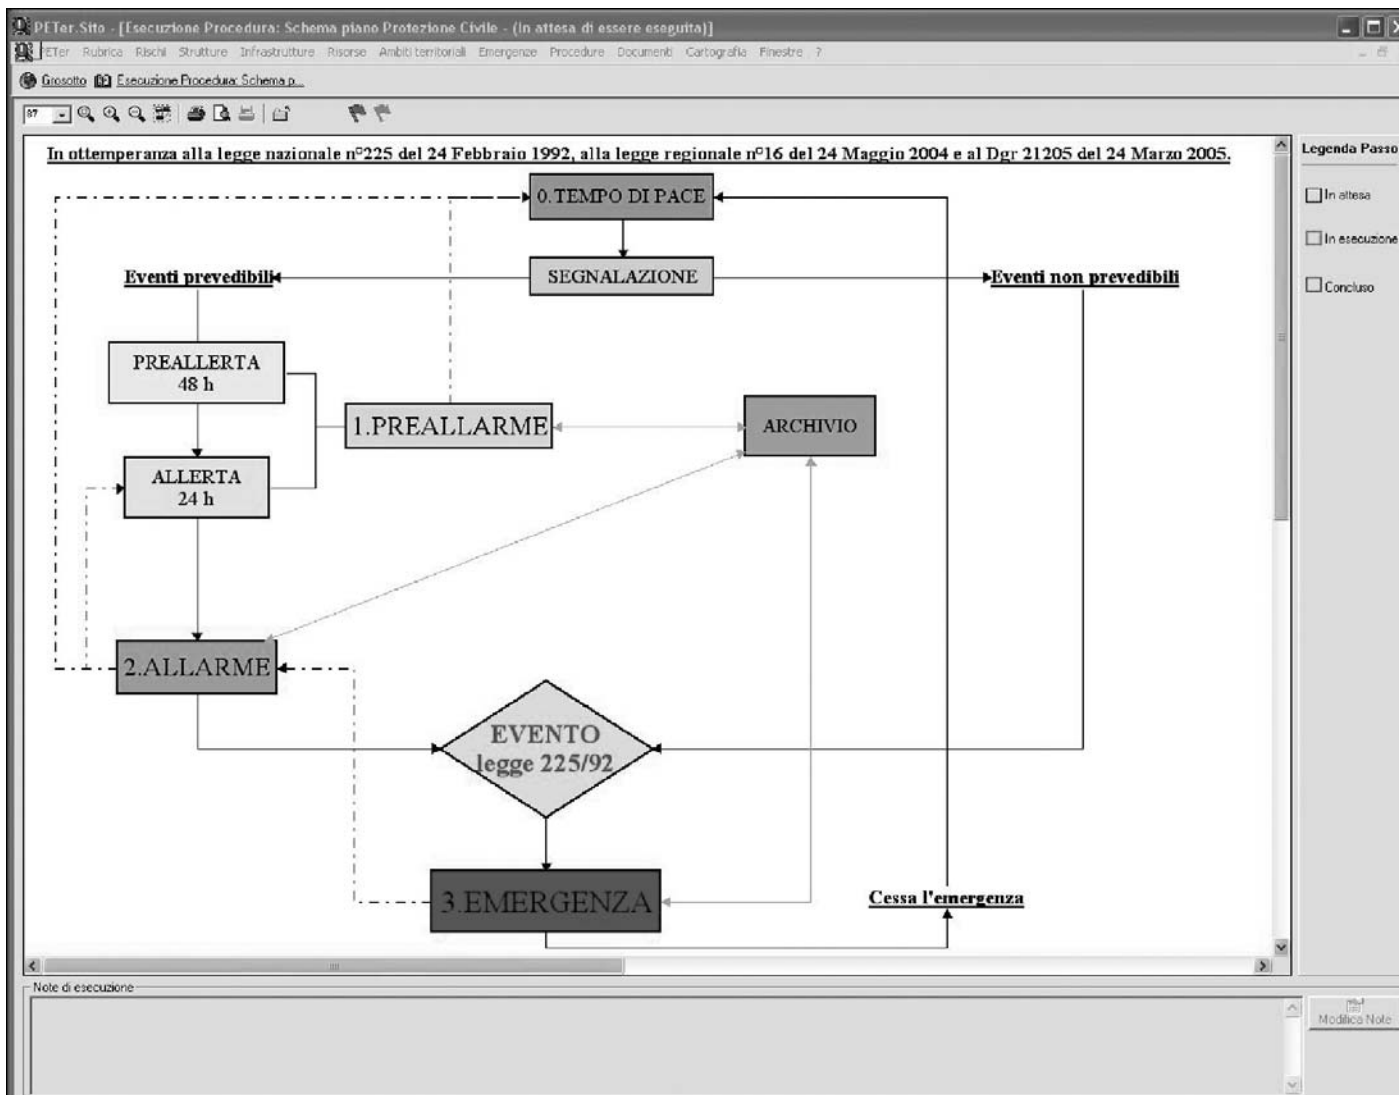 PETer.Sito - [Esecuzione Procedura: Schema piano Protezione Civile - (In attesa di essere eseguita)]
PETer Rubrica Rischi Strutture Infrastrutture Risorse Ambiti territoriali Emergenze Procedure Documenti Cartografia Finestre ?
Grosotto Esecuzione Procedura: Schema p...
87
In ottemperanza alla legge nazionale n°225 del 24 Febbraio 1992, alla legge regionale n°16 del 24 Maggio 2004 e al Dgr 21205 del 24 Marzo 2005.
Legenda Passo
In attesa
In esecuzione
Concluso
0.TEMPO DI PACE
SEGNALAZIONE
Eventi prevedibili
Eventi non prevedibili
PREALLERTA
48 h
1.PREALLARME
ARCHIVIO
ALLERTA
24 h
2.ALLARME
EVENTO
legge 225/92
3.EMERGENZA
Cessa l'emergenza
Note di esecuzione
Modifica Note